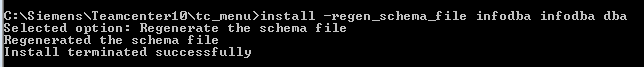 C:\Siemens\Teamcenter10\tc_menu>install -regen_schema_file infodba infodba dba
Selected option: Regenerate the schema file
Regenerated the schema file
Install terminated successfully